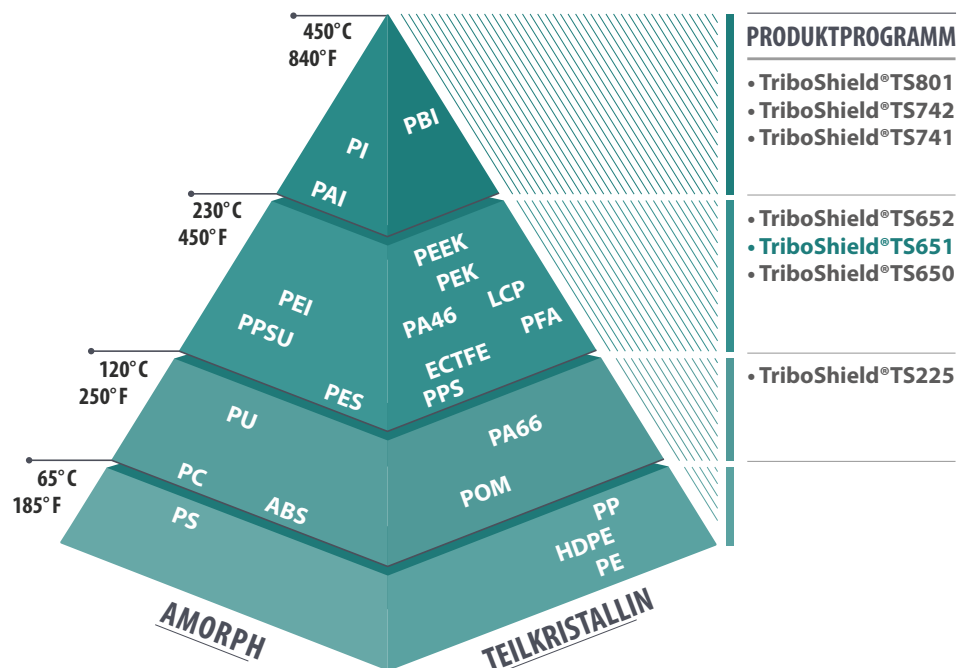 450°C
840°F
PRODUKTPROGRAMM
• TriboShield®TS801
• TriboShield®TS742
• TriboShield®TS741
PBI
PI
PAI
230°C
450°F
• TriboShield®TS652
• TriboShield®TS651
• TriboShield®TS650
PEEK
PEK
LCP
PEI
PA46
PFA
PPSU
ECTFE
PES
PPS
120°C
250°F
• TriboShield®TS225
PU
PA66
PC
ABS
POM
65°C
185°F
PS
PP
HDPE
PE
AMORPH
TEILKRISTALLIN